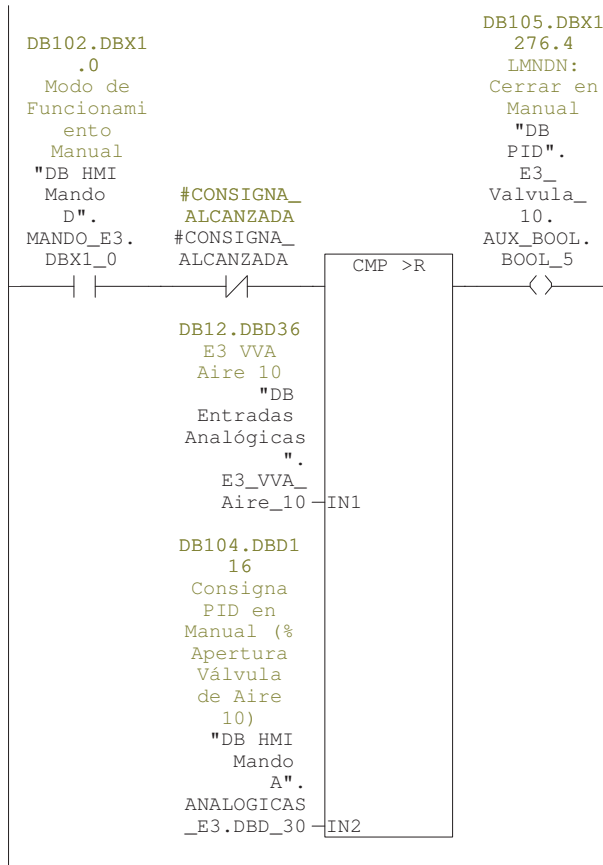 DB102.DBX1
.0
Modo de
Funcionami
ento
Manual
"DB HMI
Mando
D".
MANDO_E3.
DBX1_0
#CONSIGNA_
ALCANZADA
#CONSIGNA_
ALCANZADA
CMP >R
DB105.DBX1
276.4
LMNDN:
Cerrar en
Manual
"DB
PID".
E3_
Valvula_
10.
AUX_BOOL.
BOOL_5
DB12.DBD36
E3 VVA
Aire 10
"DB
Entradas
Analógicas
".
E3_VVA_
Aire_10
IN1
DB104.DBD1
16
Consigna
PID en
Manual (%
Apertura
Válvula
de Aire
10)
"DB HMI
Mando
A".
ANALOGICAS
_E3.DBD_30
IN2